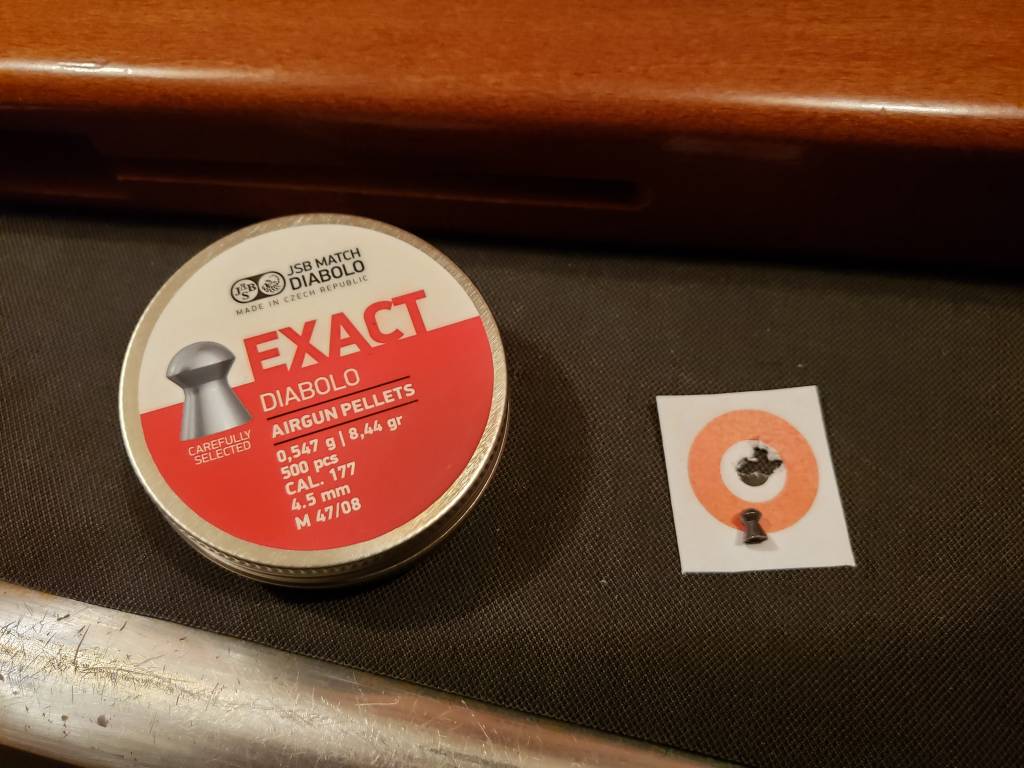 JSB
JSB MATCH
DIABOLO
MADE IN CZECH REPUBLIC
EXACT
DIABOLO
AIRGUN PELLETS
CAREFULLY
SELECTED
0,547 g | 8,44 gr
500 pcs
CAL. 177
4.5 mm
M 47/08